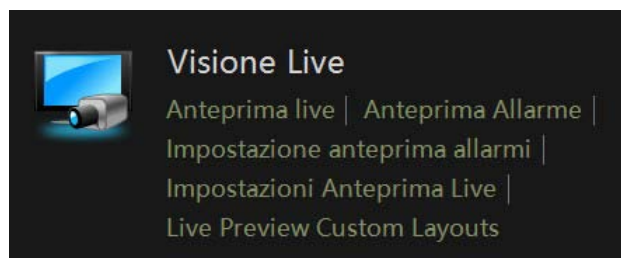 Visione Live
Anteprima live | Anteprima Allarme |
Impostazione anteprima allarmi |
Impostazioni Anteprima Live |
Live Preview Custom Layouts